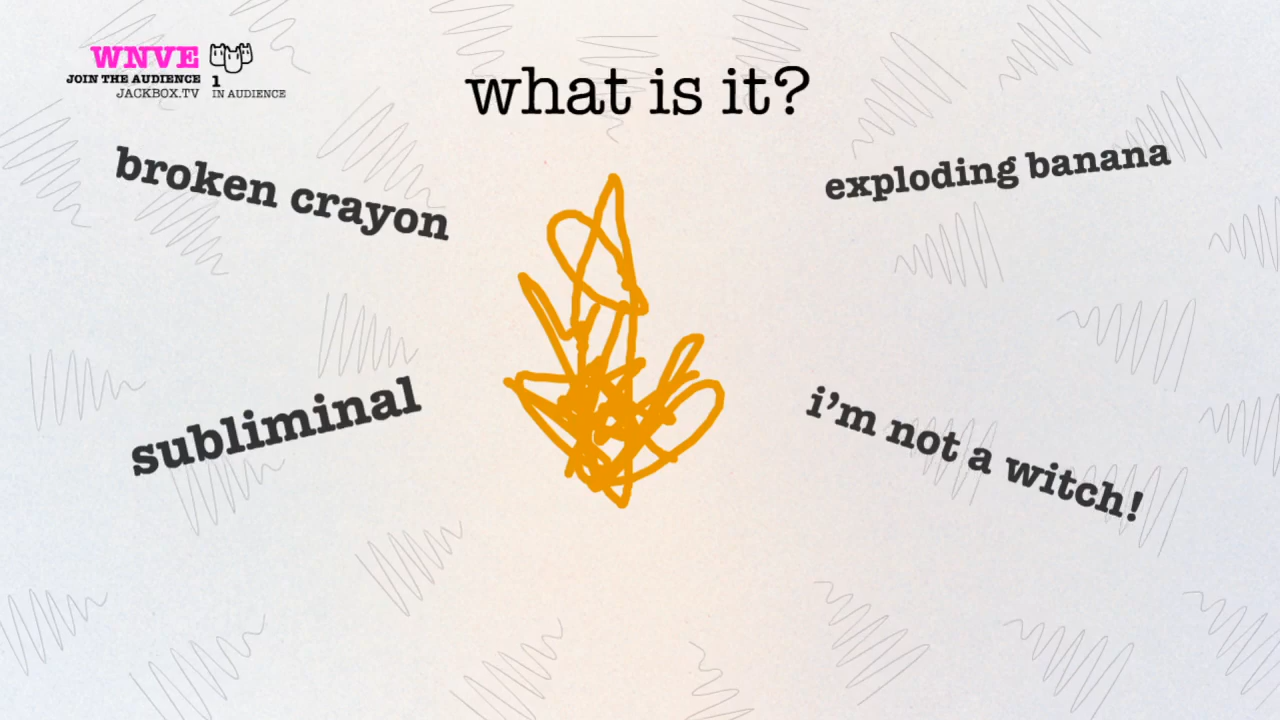 WNVE
JOIN THE AUDIENCE
JACKBOX.TV
1
IN AUDIENCE
what is it?
broken crayon
exploding banana
subliminal
i'm not a witch!